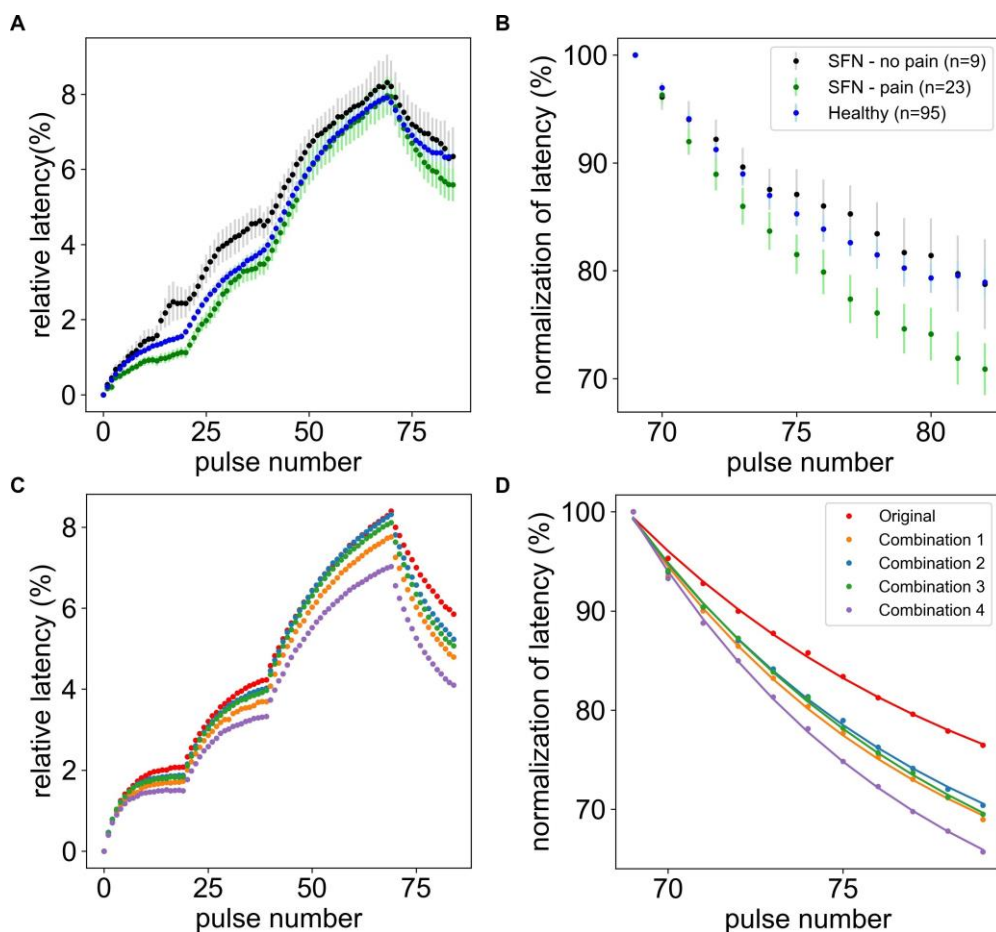 A
relative latency(%)
8
6
4
2
0
0 25 50 75
pulse number
B
normalization of latency (%)
100
90
80
70
70 75 80
pulse number
SFN - no pain (n=9)
SFN - pain (n=23)
Healthy (n=95)
C
relative latency (%)
8
6
4
2
0
0 25 50 75
pulse number
D
normalization of latency (%)
100
90
80
70
70 75
pulse number
Original
Combination 1
Combination 2
Combination 3
Combination 4